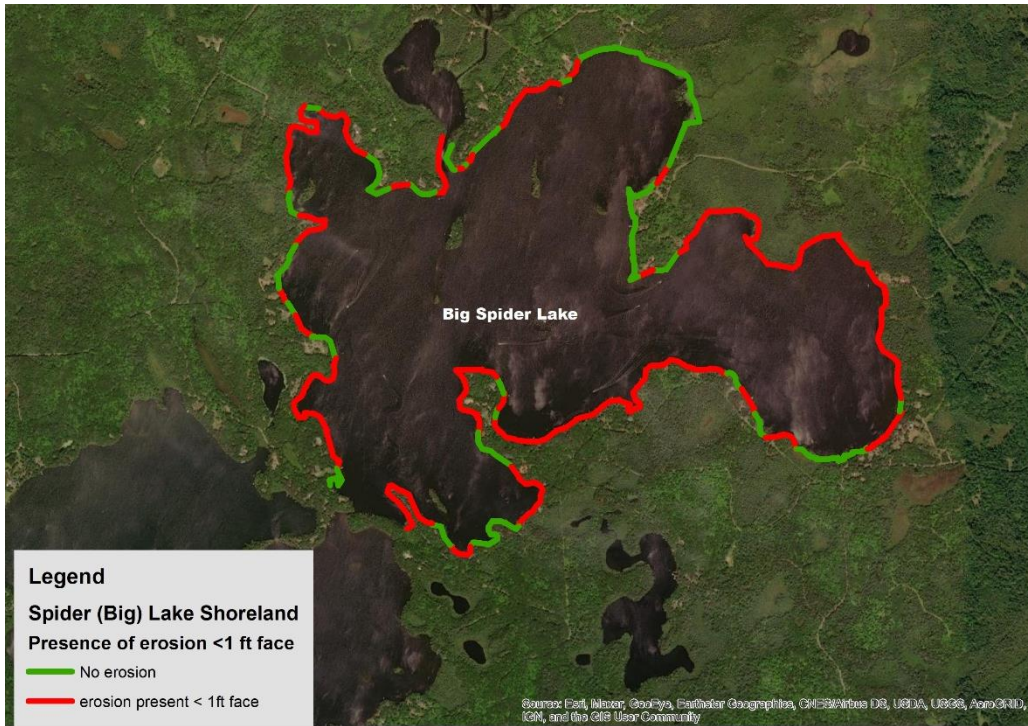 Big Spider Lake
Legend
Spider (Big) Lake Shoreland
Presence of erosion <1 ft face
No erosion
erosion present < 1ft face
Source: Esri, Maxar, GeoEye, Earthstar Geographics, CNES/Airbus DS, USDA, USGS, AeroGRID,
IGN, and the GIS User Community